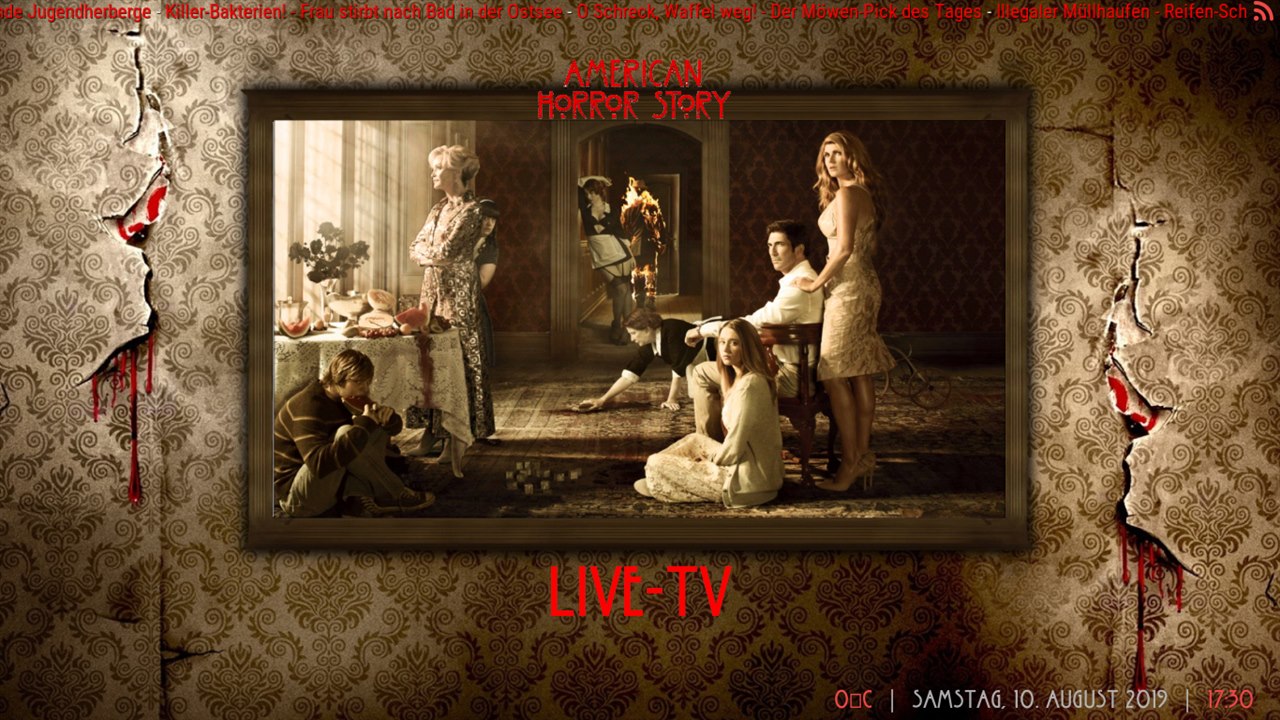 de Jugendherberge - Killer-Bakterien! - Frau stirbt nach Bad in der Ostsee - O Schreck, Waffel weg! - Der Möwen-Pick des Tages - Illegaler Müllhaufen - Reifen-Sch
AMERICAN
HORROR STORY
LIVE-TV
0□C | SAMSTAG, 10. AUGUST 2019 | 17:30